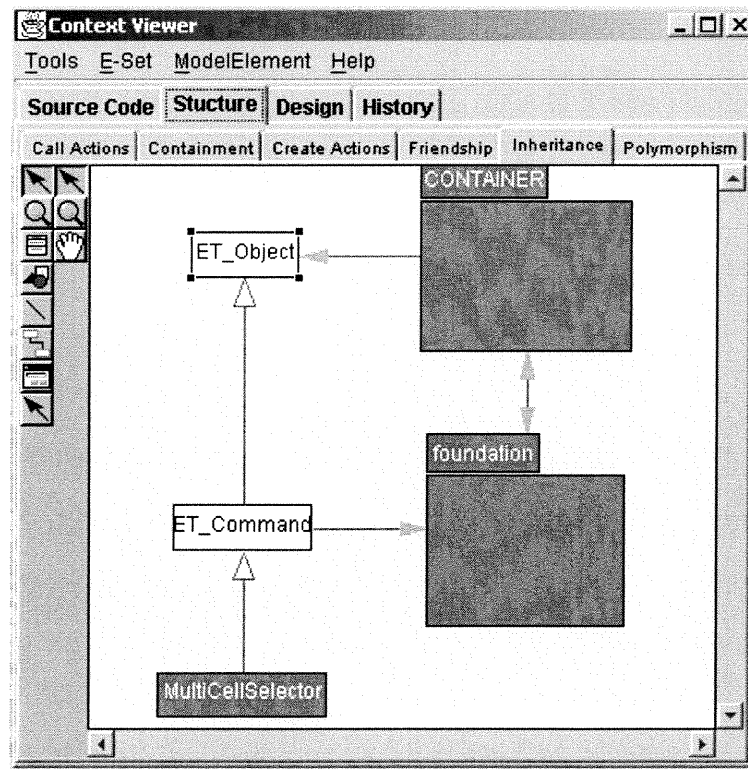 Context Viewer
Tools E-Set ModelElement Help
Source Code Stucture Design History
Call Actions Containment Create Actions Friendship Inheritance Polymorphism
CONTAINER
ET_Object
foundation
ET_Command
MultiCellSelector